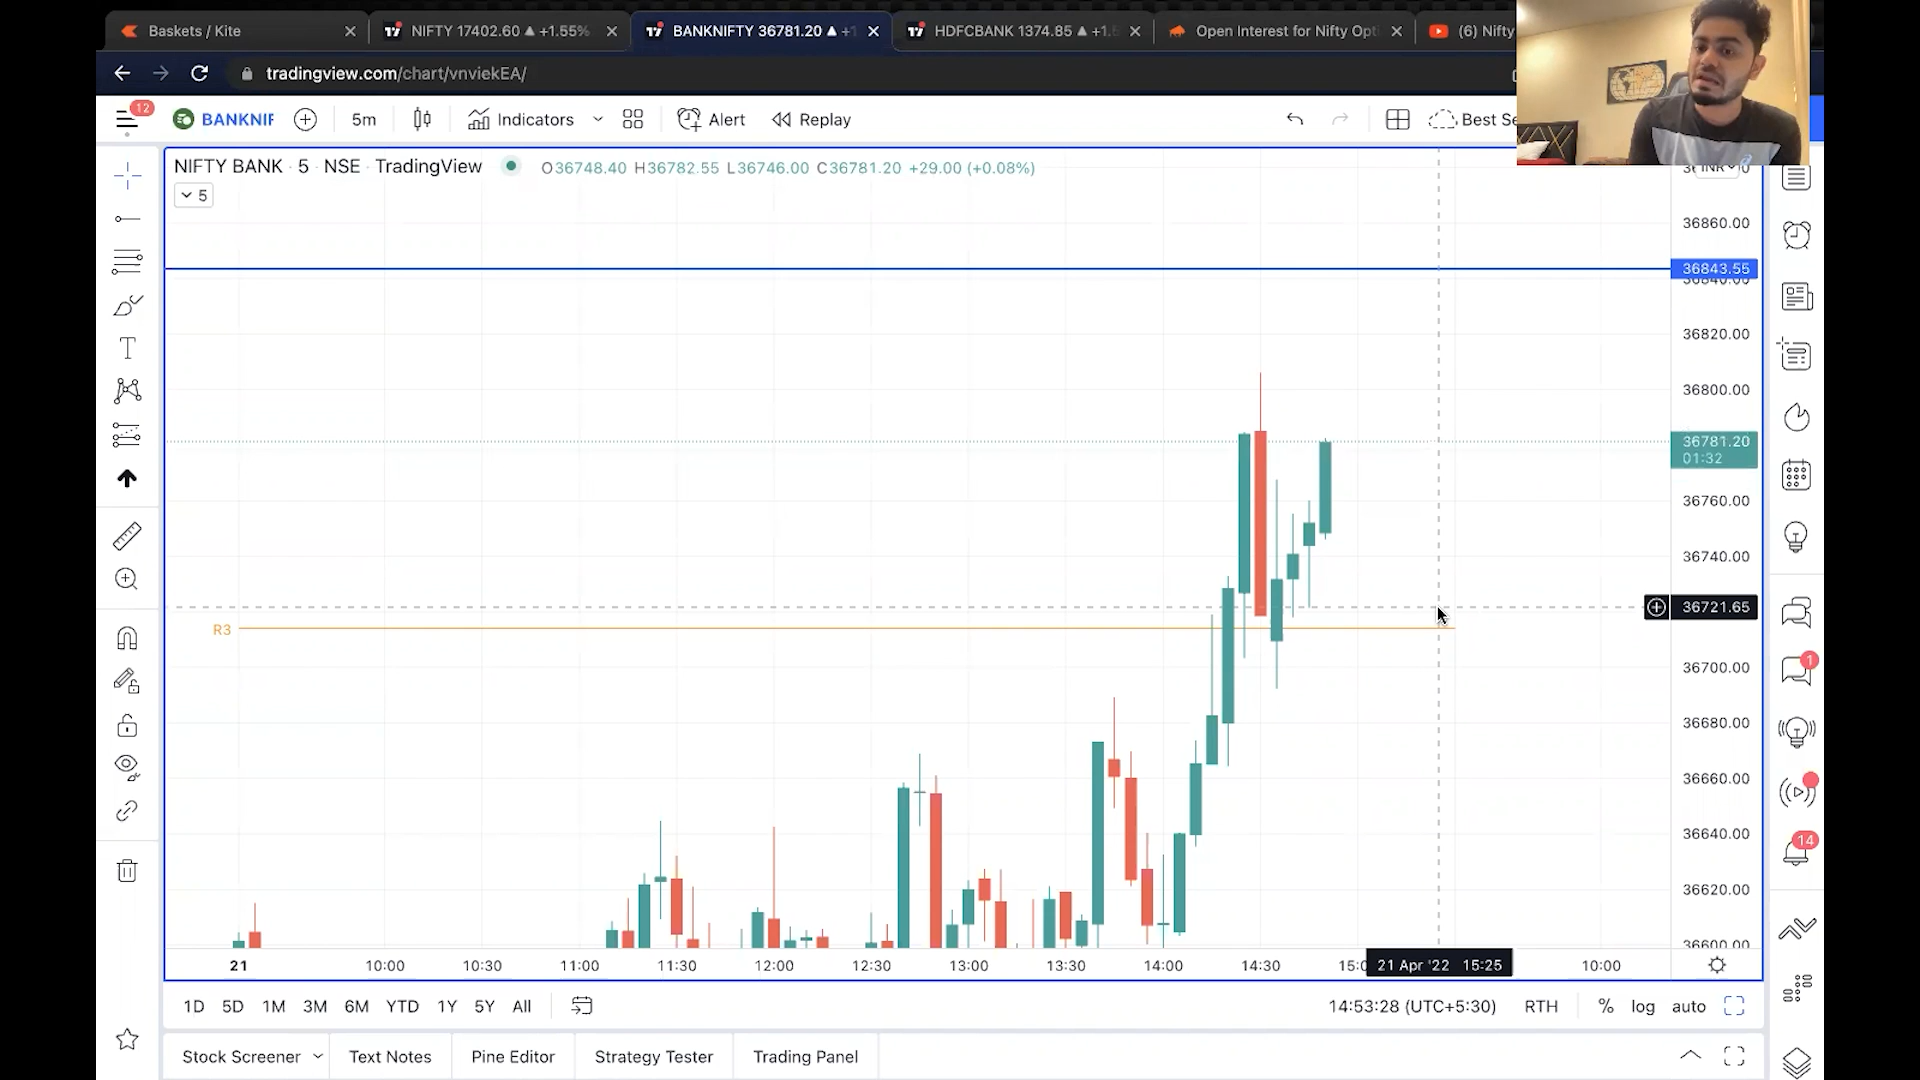 Baskets / Kite
NIFTY 17402.60 ▲ +1.55%
BANKNIFTY 36781.20 ▲ +1
HDFCBANK 1374.85 ▲ +1.
Open Interest for Nifty Opti
(6) Nifty
tradingview.com/chart/vnviekEA/
12
BANKNIF
5m
Indicators
Alert
Replay
Best Se
NIFTY BANK · 5 · NSE · TradingView
O36748.40 H36782.55 L36746.00 C36781.20 +29.00 (+0.08%)
INR
5
36860.00
36843.55
36840.00
36820.00
36800.00
36781.20
01:32
36760.00
36740.00
36721.65
R3
36700.00
1
36680.00
36660.00
36640.00
14
36620.00
36600.00
21
10:00
10:30
11:00
11:30
12:00
12:30
13:00
13:30
14:00
14:30
15:0
21 Apr '22 15:25
10:00
1D 5D 1M 3M 6M YTD 1Y 5Y All
14:53:28 (UTC+5:30)
RTH
% log auto
Stock Screener
Text Notes
Pine Editor
Strategy Tester
Trading Panel